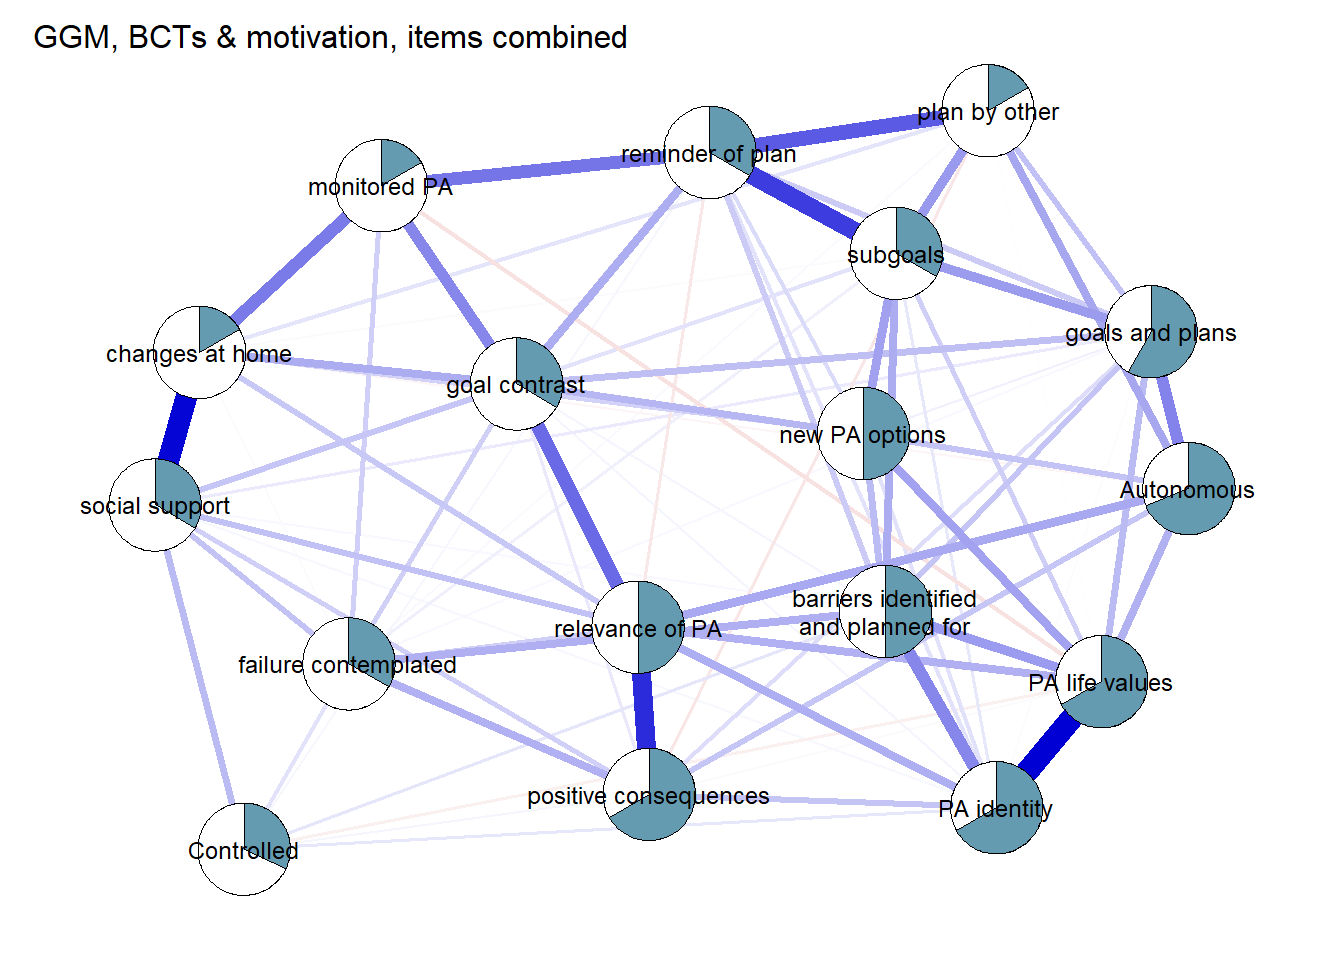 GGM, BCTs & motivation, items combined
plan by other
reminder of plan
monitored PA
subgoals
goals and plans
changes at home
goal contrast
new PA options
Autonomous
social support
barriers identified
and planned for
relevance of PA
failure contemplated
PA life values
positive consequences
PA identity
Controlled